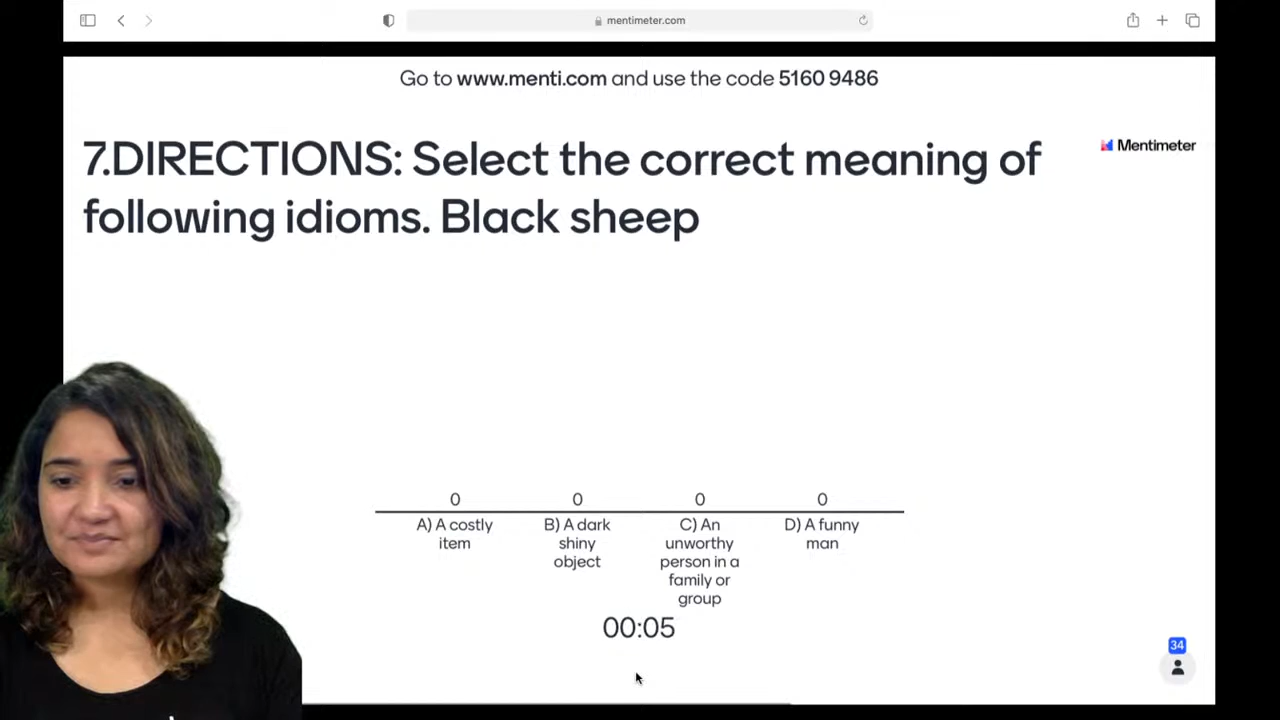 mentimeter.com
Go to www.menti.com and use the code 5160 9486
7.DIRECTIONS: Select the correct meaning of
following idioms. Black sheep
Mentimeter
0 0 0 0
A) A costly
item
B) A dark
shiny
object
C) An
unworthy
person in a
family or
group
D) A funny
man
00:05
34